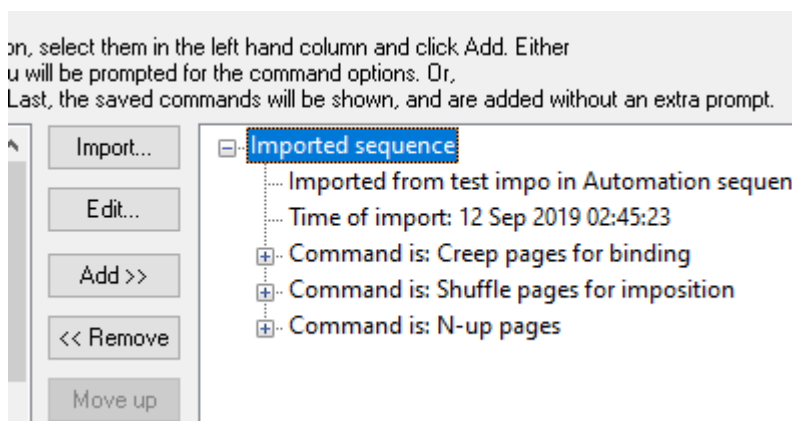 on, select them in the left hand column and click Add. Either
u will be prompted for the command options. Or,
Last, the saved commands will be shown, and are added without an extra prompt.
Import...
Edit...
Add >>
<< Remove
Move up
Imported sequence
Imported from test impo in Automation sequen
Time of import: 12 Sep 2019 02:45:23
Command is: Creep pages for binding
Command is: Shuffle pages for imposition
Command is: N-up pages